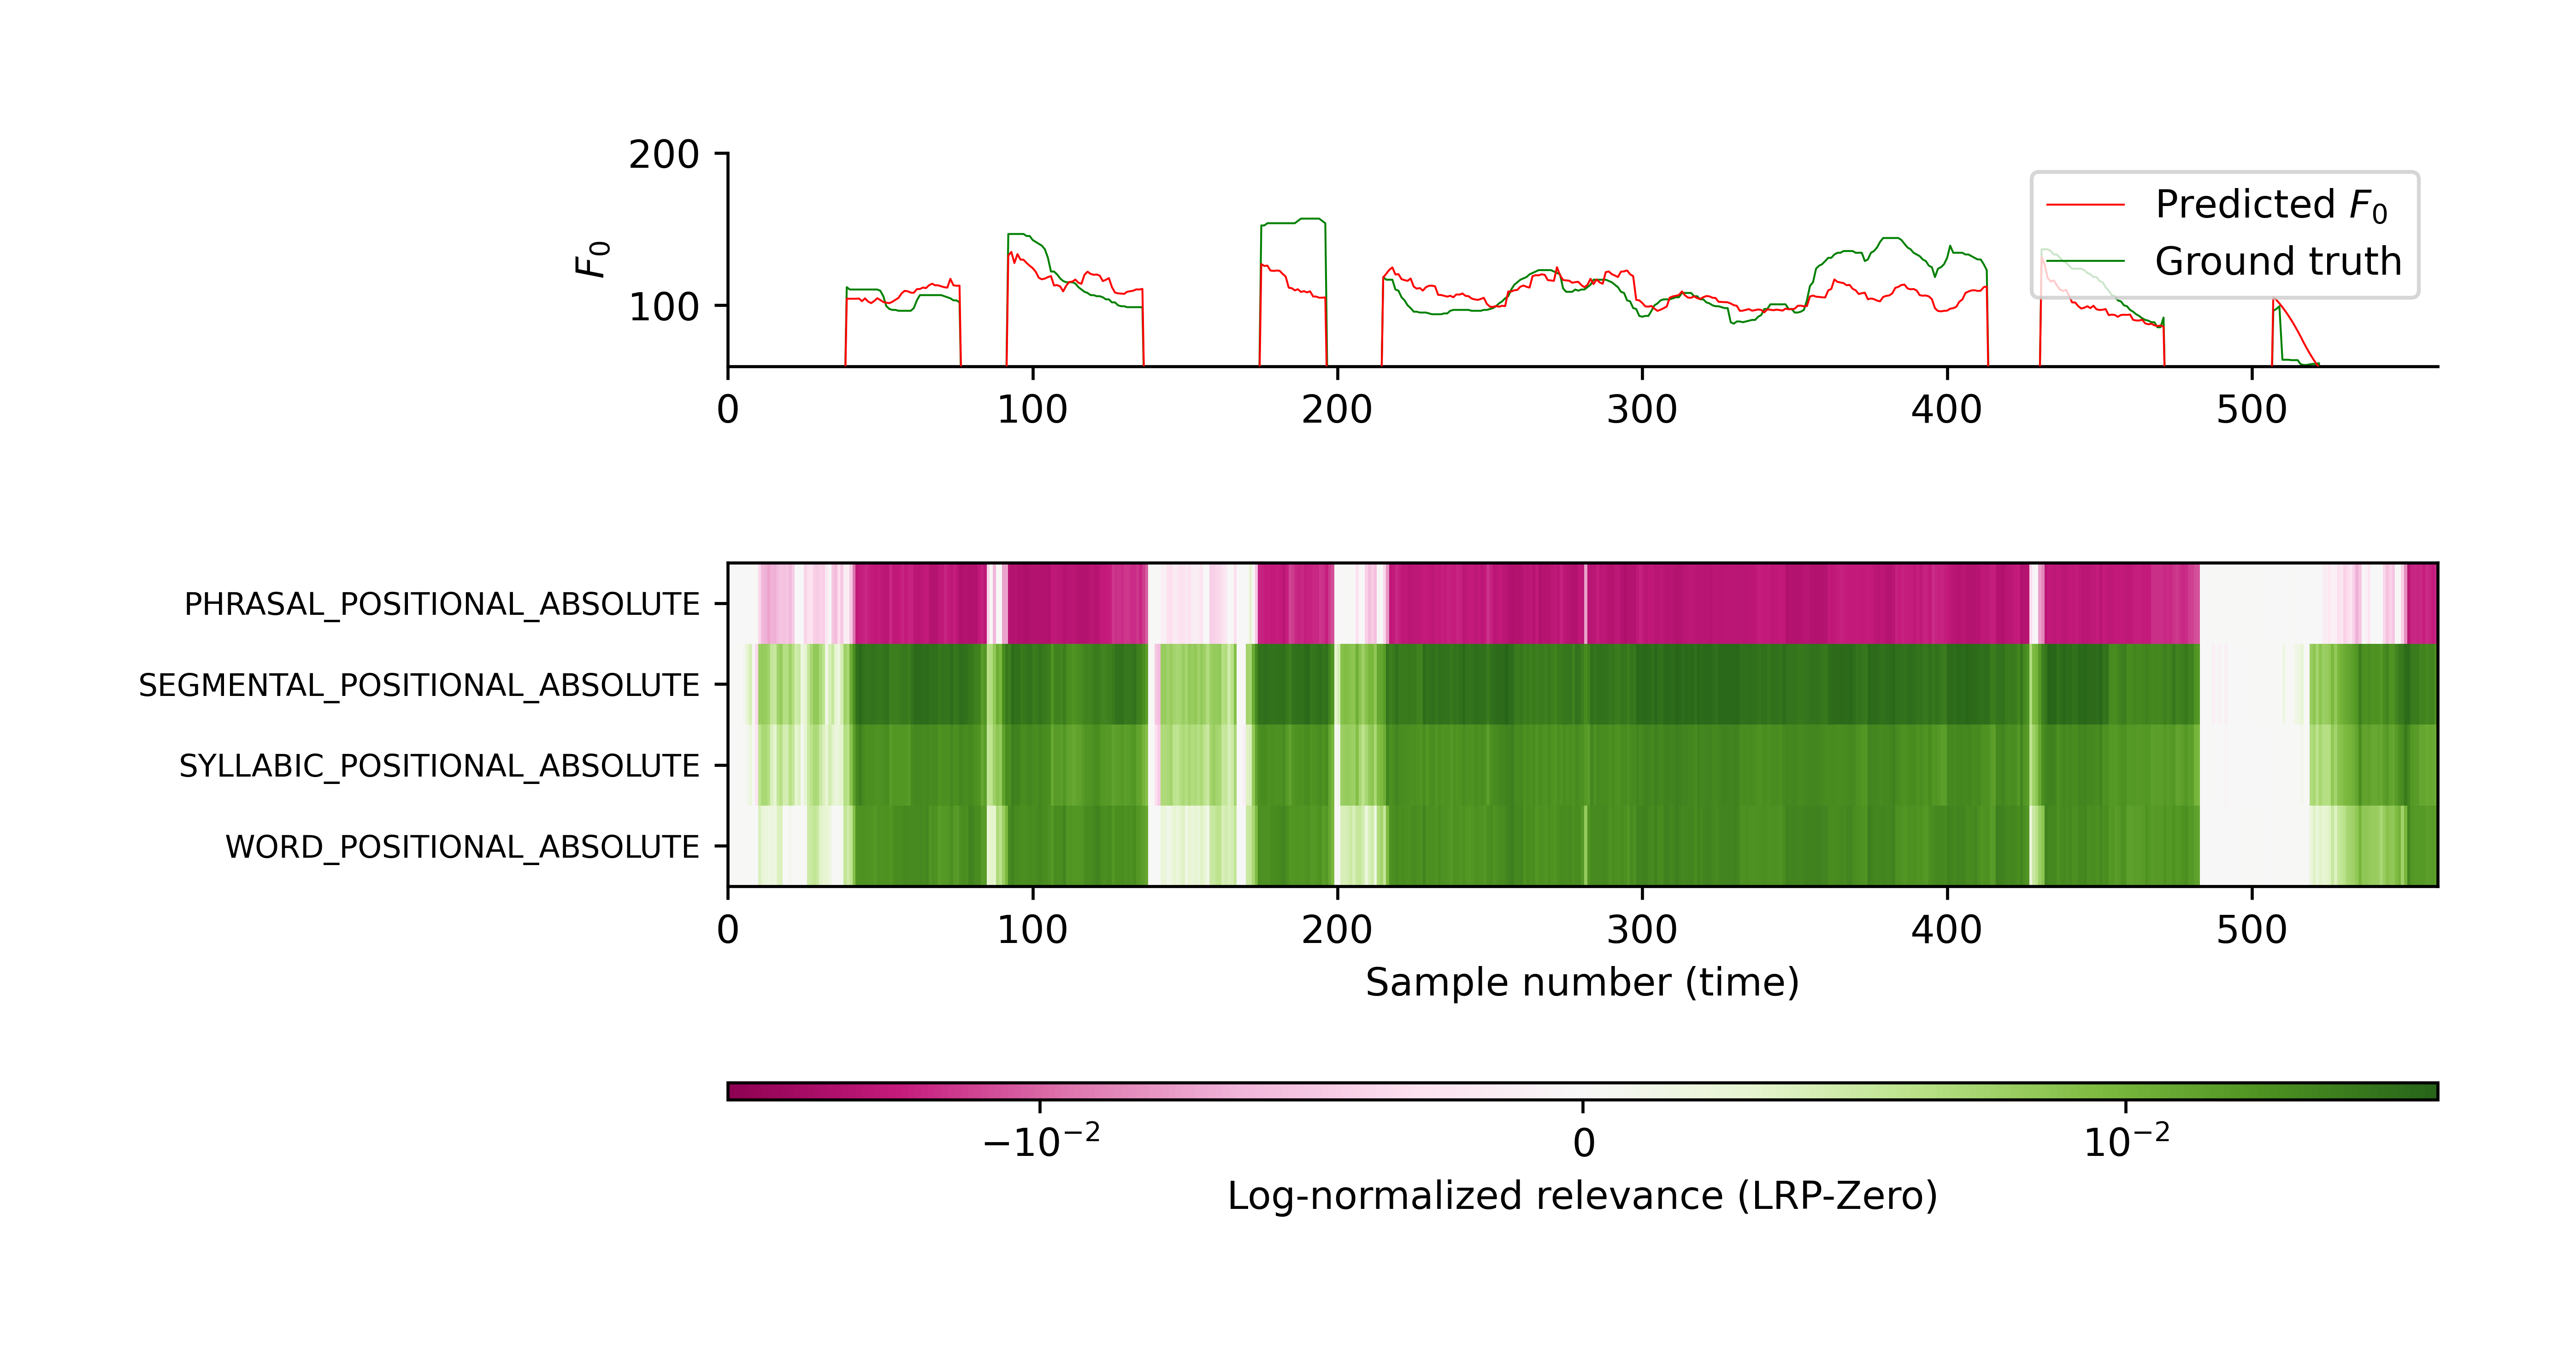 200
100
F₀
Predicted F₀
Ground truth
0 100 200 300 400 500
PHRASAL_POSITIONAL_ABSOLUTE
SEGMENTAL_POSITIONAL_ABSOLUTE
SYLLABIC_POSITIONAL_ABSOLUTE
WORD_POSITIONAL_ABSOLUTE
0 100 200 300 400 500
Sample number (time)
−10⁻² 0 10⁻²
Log-normalized relevance (LRP-Zero)